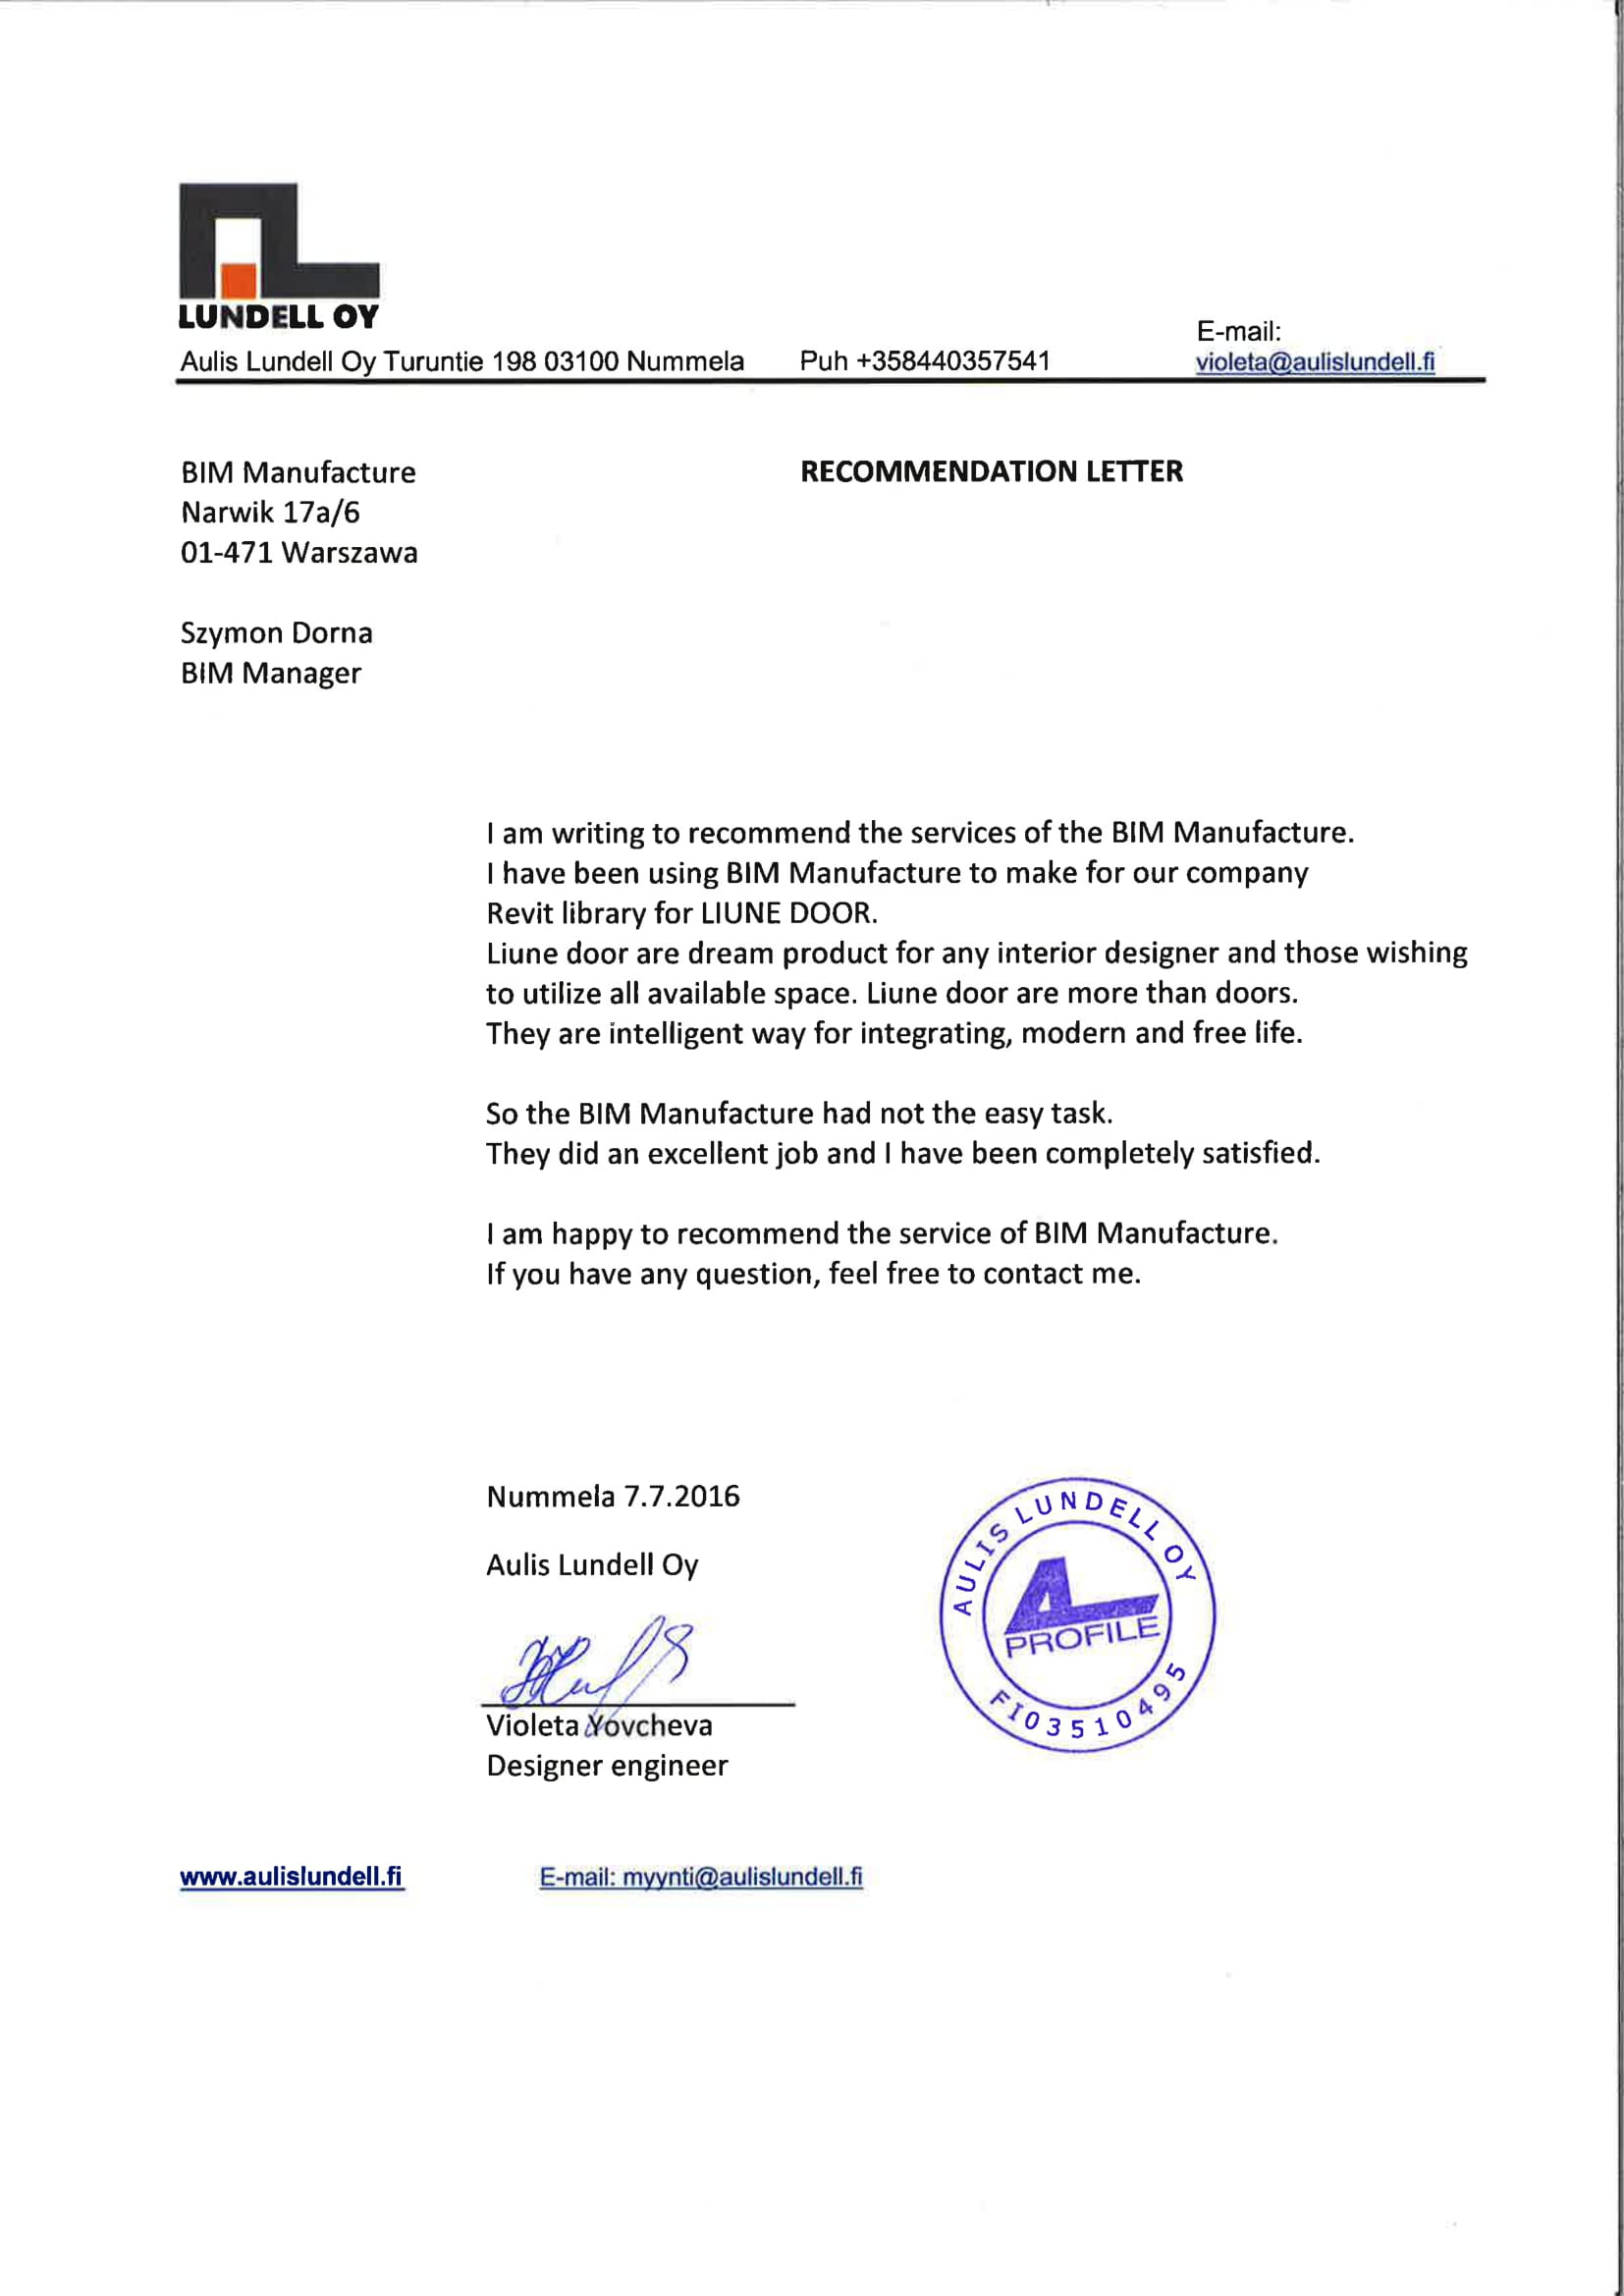 LUNDELL OY
Aulis Lundell Oy Turuntie 198 03100 Nummela Puh +358440357541 E-mail: violeta@aulislundell.fi
BIM Manufacture
Narwik 17a/6
01-471 Warszawa
RECOMMENDATION LETTER
Szymon Dorna
BIM Manager
I am writing to recommend the services of the BIM Manufacture.
I have been using BIM Manufacture to make for our company
Revit library for LIUNE DOOR.
Liune door are dream product for any interior designer and those wishing
to utilize all available space. Liune door are more than doors.
They are intelligent way for integrating, modern and free life.
So the BIM Manufacture had not the easy task.
They did an excellent job and I have been completely satisfied.
I am happy to recommend the service of BIM Manufacture.
If you have any question, feel free to contact me.
Nummela 7.7.2016
Aulis Lundell Oy
Violeta Yovcheva
Designer engineer
AULIS LUNDELL OY
AL
PROFILE
FI03510495
www.aulislundell.fi E-mail: myynti@aulislundell.fi